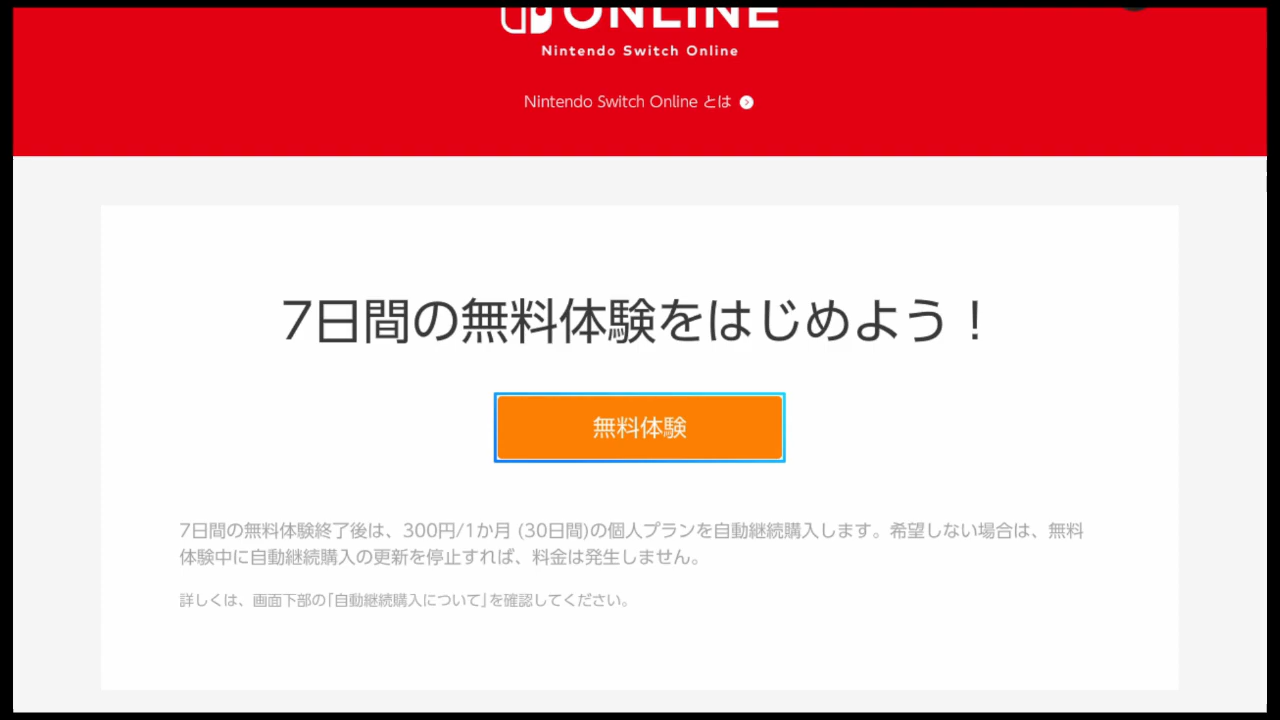 ONLINE
Nintendo Switch Online
Nintendo Switch Online とは
7日間の無料体験をはじめよう！
無料体験
7日間の無料体験終了後は、300円/1か月 (30日間)の個人プランを自動継続購入します。希望しない場合は、無料
体験中に自動継続購入の更新を停止すれば、料金は発生しません。
詳しくは、画面下部の「自動継続購入について」を確認してください。